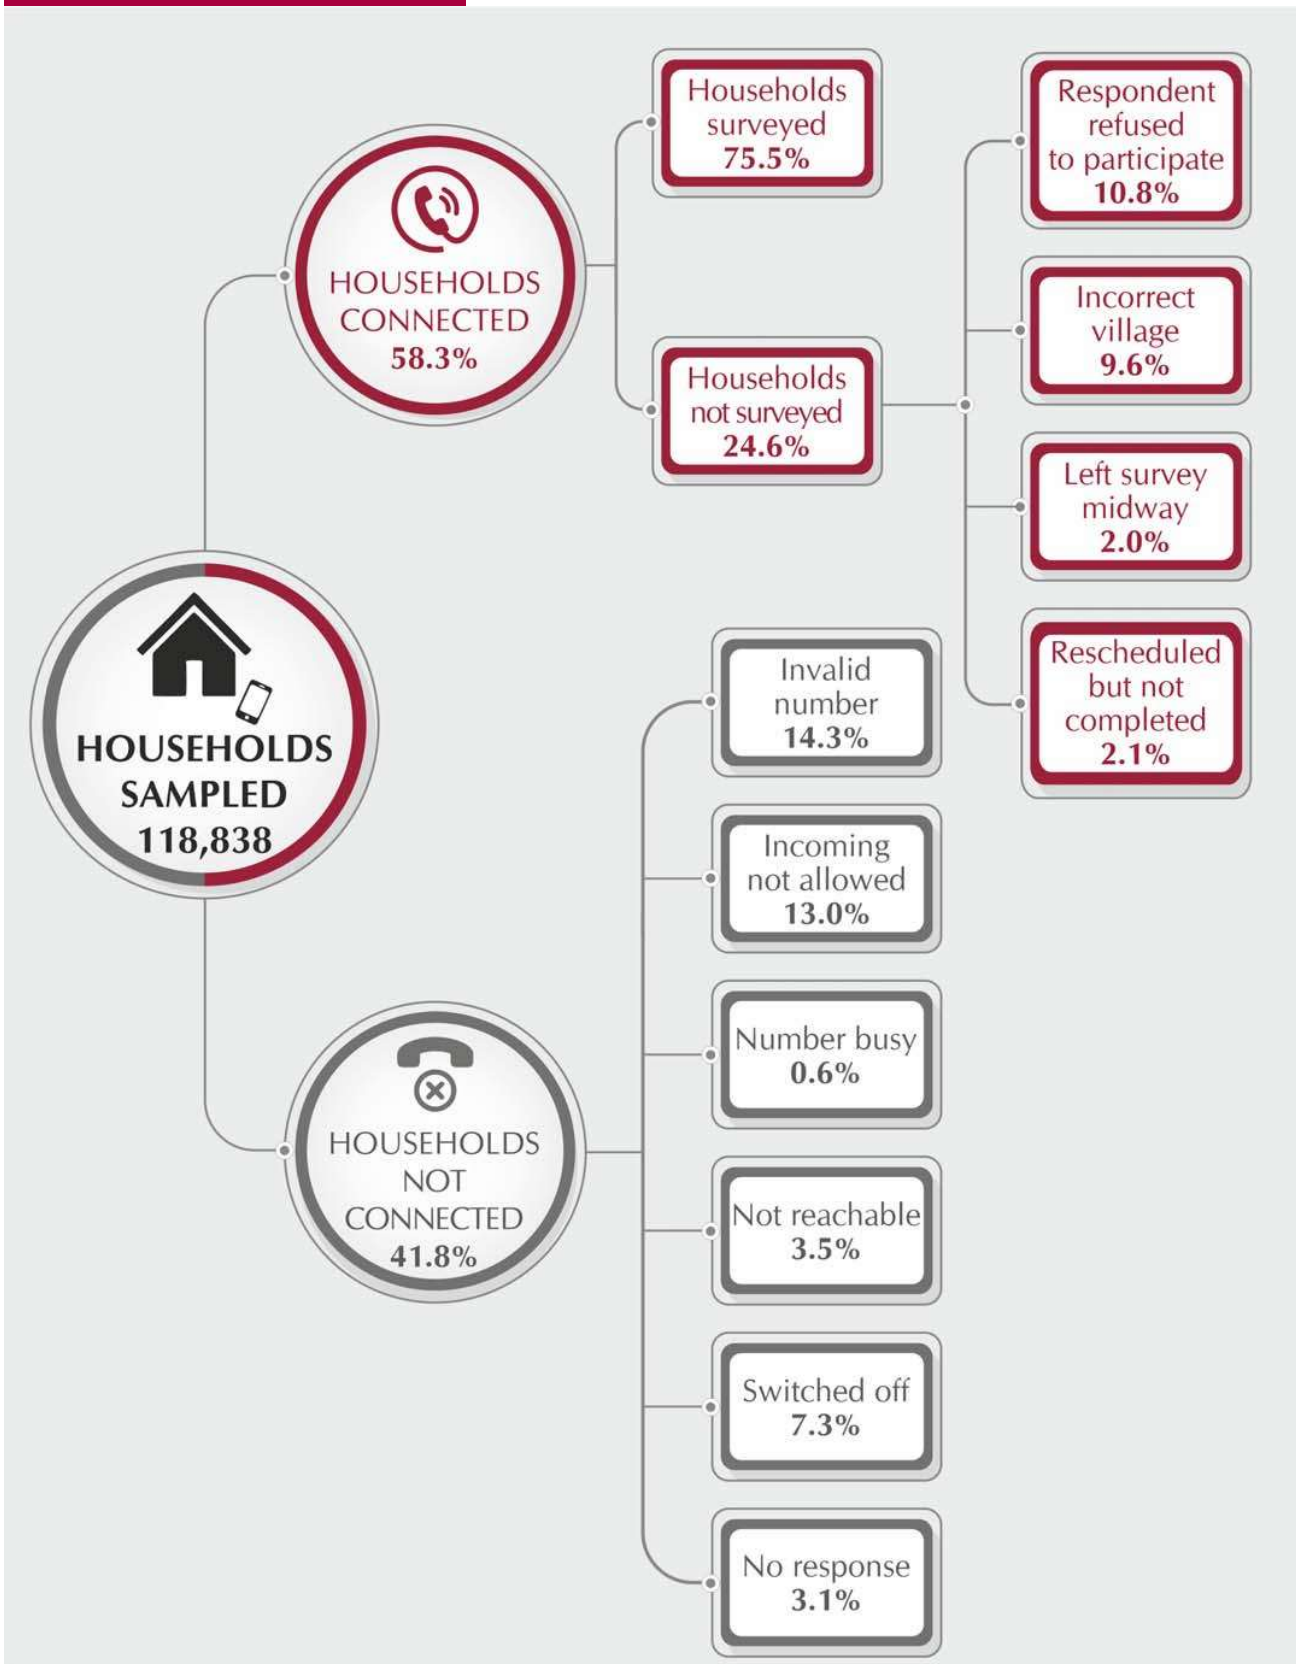 HOUSEHOLDS
SAMPLED
118,838
HOUSEHOLDS
CONNECTED
58.3%
Households
surveyed
75.5%
Households
not surveyed
24.6%
Respondent
refused
to participate
10.8%
Incorrect
village
9.6%
Left survey
midway
2.0%
Rescheduled
but not
completed
2.1%
HOUSEHOLDS
NOT
CONNECTED
41.8%
Invalid
number
14.3%
Incoming
not allowed
13.0%
Number busy
0.6%
Not reachable
3.5%
Switched off
7.3%
No response
3.1%